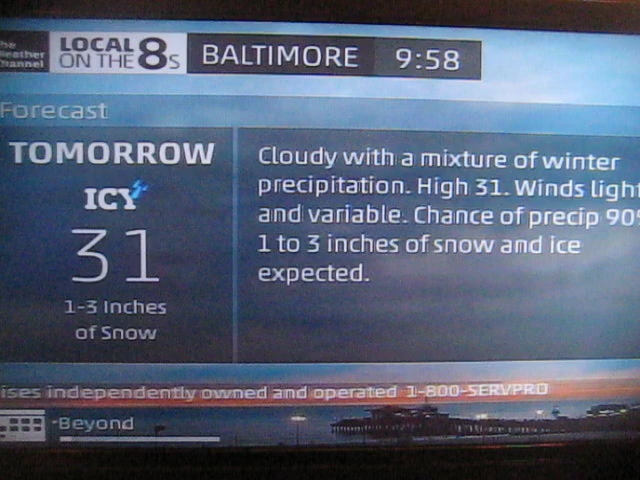 the
Weather
Channel
LOCAL
ON THE 8s
BALTIMORE 9:58
Forecast
TOMORROW
ICY
31
1-3 Inches
of Snow
Cloudy with a mixture of winter
precipitation. High 31. Winds light
and variable. Chance of precip 90%
1 to 3 inches of snow and ice
expected.
ises independently owned and operated 1-800-SERVPRO
Beyond